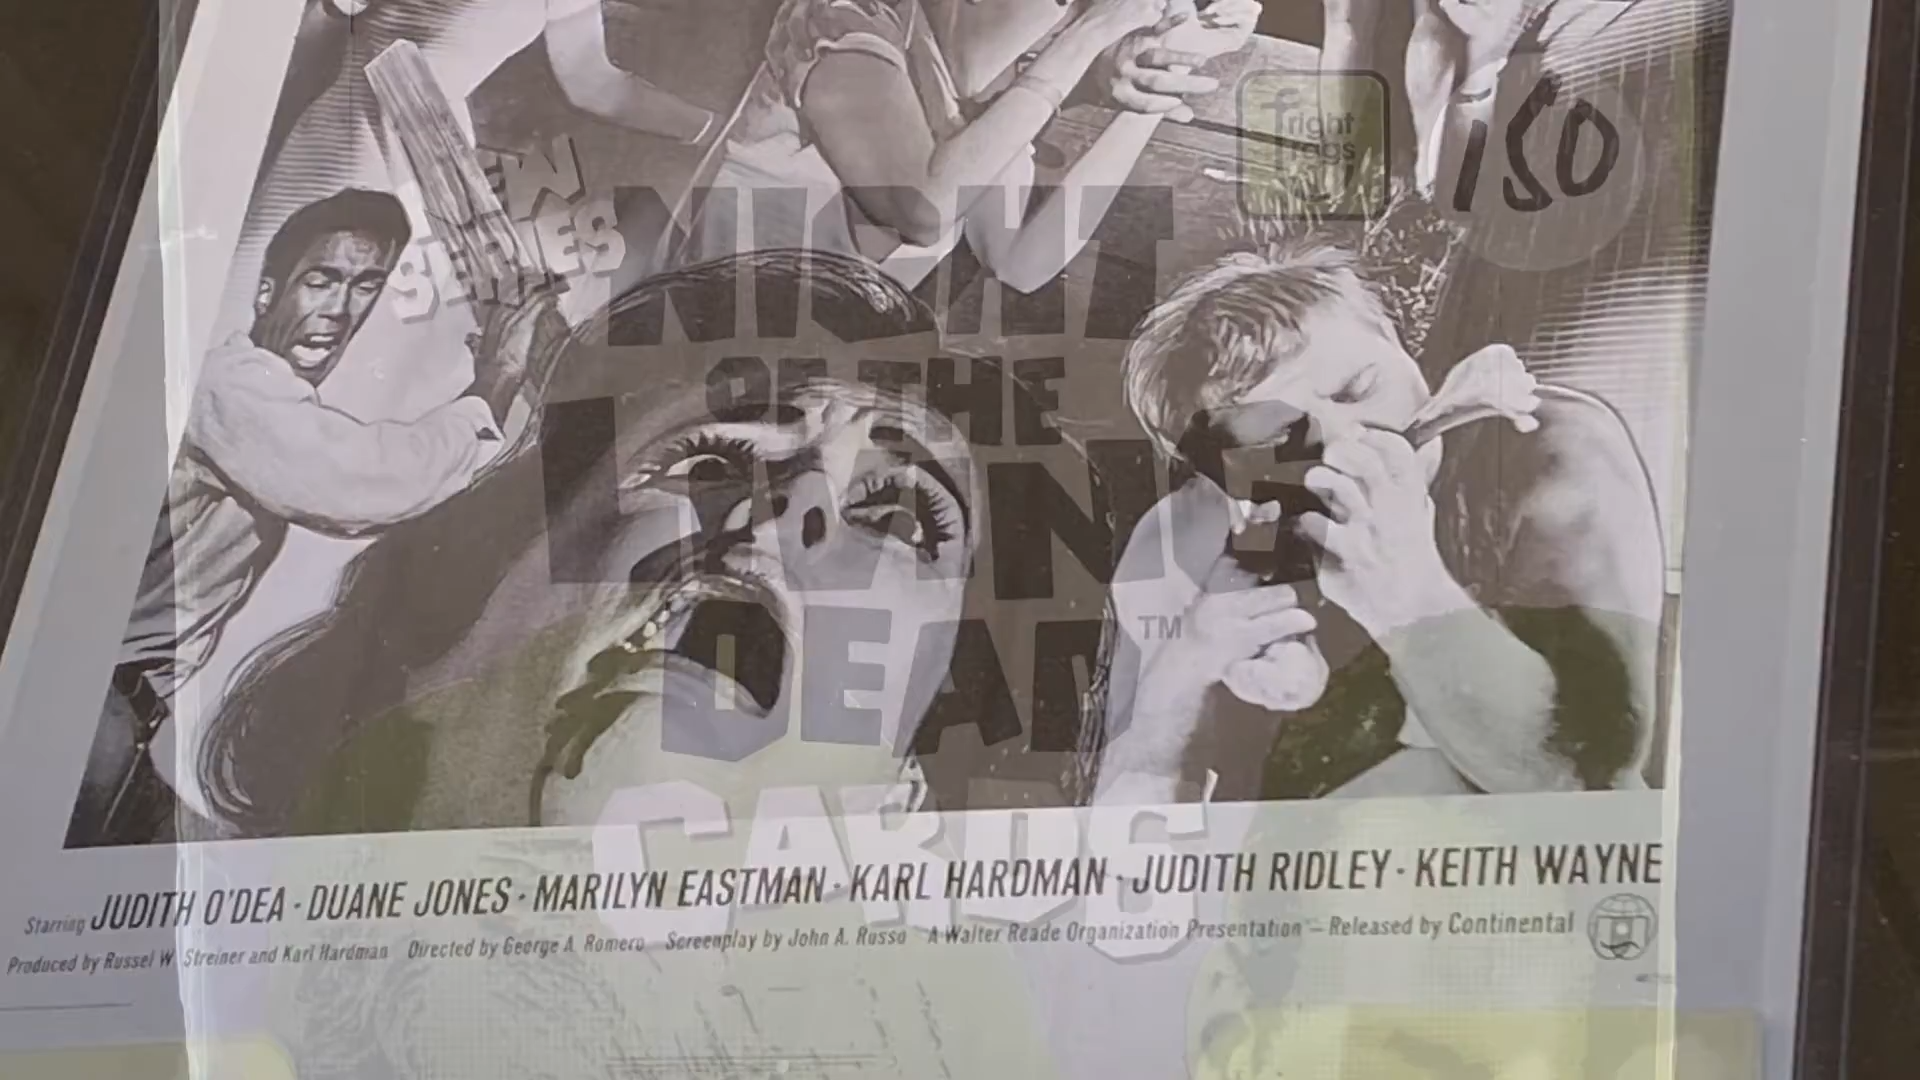 fright
rags
150
NEW
SERIES
NIGHT
OF THE
LIVING
DEAD™
CARDS
Starring JUDITH O'DEA · DUANE JONES · MARILYN EASTMAN · KARL HARDMAN · JUDITH RIDLEY · KEITH WAYNE
Produced by Russel W. Streiner and Karl Hardman Directed by George A. Romero Screenplay by John A. Russo A Walter Reade Organization Presentation — Released by Continental